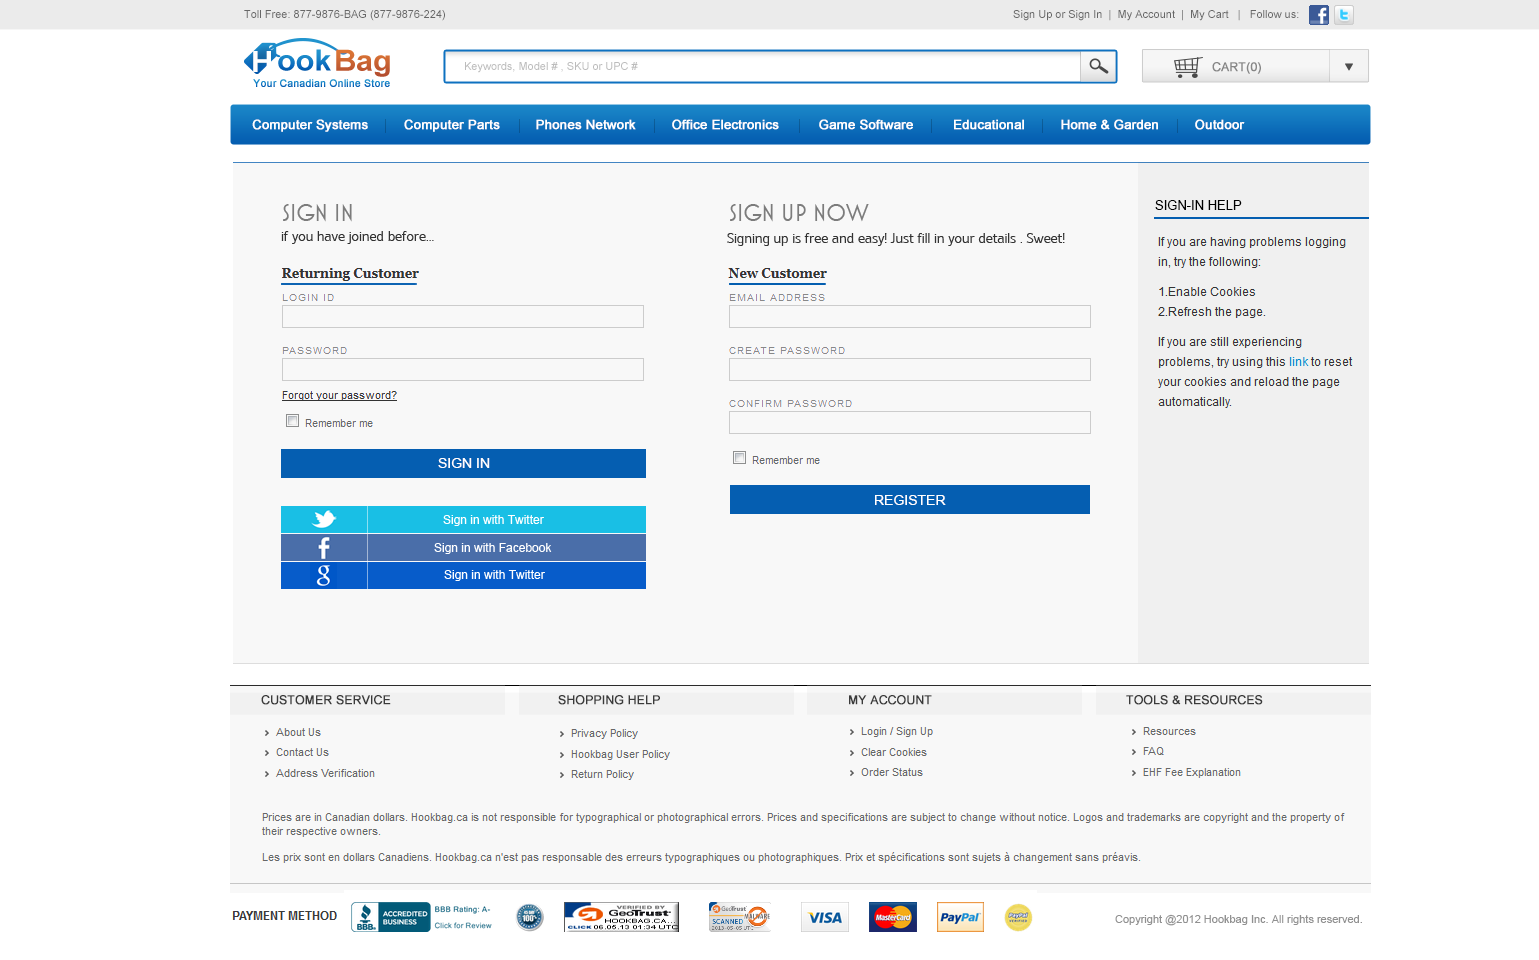 Toll Free: 877-9876-BAG (877-9876-224)
Sign Up or Sign In | My Account | My Cart | Follow us:
HookBag
Your Canadian Online Store
Keywords, Model # , SKU or UPC #
CART(0)
Computer Systems
Computer Parts
Phones Network
Office Electronics
Game Software
Educational
Home & Garden
Outdoor
SIGN IN
if you have joined before...
Returning Customer
LOGIN ID
PASSWORD
Forgot your password?
Remember me
SIGN IN
Sign in with Twitter
Sign in with Facebook
Sign in with Twitter
SIGN UP NOW
Signing up is free and easy! Just fill in your details . Sweet!
New Customer
EMAIL ADDRESS
CREATE PASSWORD
CONFIRM PASSWORD
Remember me
REGISTER
SIGN-IN HELP
If you are having problems logging
in, try the following:
1.Enable Cookies
2.Refresh the page.
If you are still experiencing
problems, try using this link to reset
your cookies and reload the page
automatically.
CUSTOMER SERVICE
About Us
Contact Us
Address Verification
SHOPPING HELP
Privacy Policy
Hookbag User Policy
Return Policy
MY ACCOUNT
Login / Sign Up
Clear Cookies
Order Status
TOOLS & RESOURCES
Resources
FAQ
EHF Fee Explanation
Prices are in Canadian dollars. Hookbag.ca is not responsible for typographical or photographical errors. Prices and specifications are subject to change without notice. Logos and trademarks are copyright and the property of
their respective owners.
Les prix sont en dollars Canadiens. Hookbag.ca n'est pas responsable des erreurs typographiques ou photographiques. Prix et spécifications sont sujets à changement sans préavis.
PAYMENT METHOD
BBB
ACCREDITED
BUSINESS
BBB Rating: A-
Click for Review
100%
VERIFIED BY
GeoTrust
HOOKBAG.CA...
CLICK 06.05.13 01:34 UTC
GeoTrust
SCANNED
MALWARE
2013-05-05 UTC
VISA
MasterCard
PayPal
PayPal
VERIFIED
Copyright @2012 Hookbag Inc. All rights reserved.